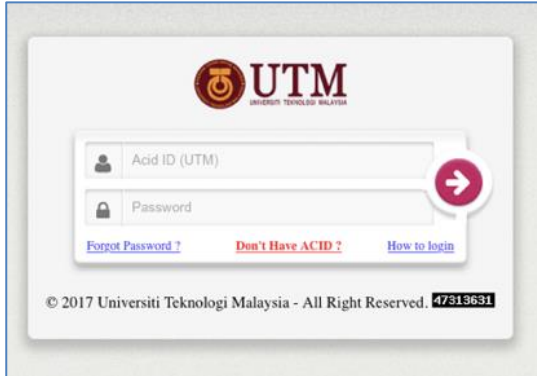 UTM
UNIVERSITI TEKNOLOGI MALAYSIA
Acid ID (UTM)
Password
Forgot Password ? Don't Have ACID ? How to login
© 2017 Universiti Teknologi Malaysia - All Right Reserved. 47313631